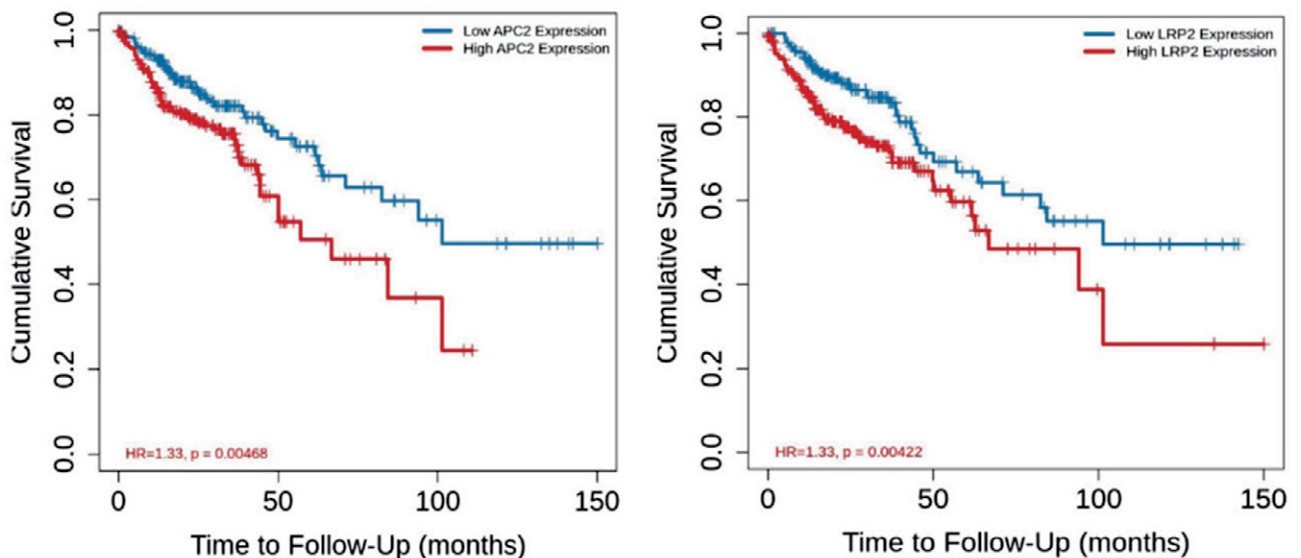 Low APC2 Expression
High APC2 Expression
Cumulative Survival
1.0
0.8
0.6
0.4
0.2
0.0
HR=1.33, p = 0.00468
0 50 100 150
Time to Follow-Up (months)
Low LRP2 Expression
High LRP2 Expression
Cumulative Survival
1.0
0.8
0.6
0.4
0.2
0.0
HR=1.33, p = 0.00422
0 50 100 150
Time to Follow-Up (months)